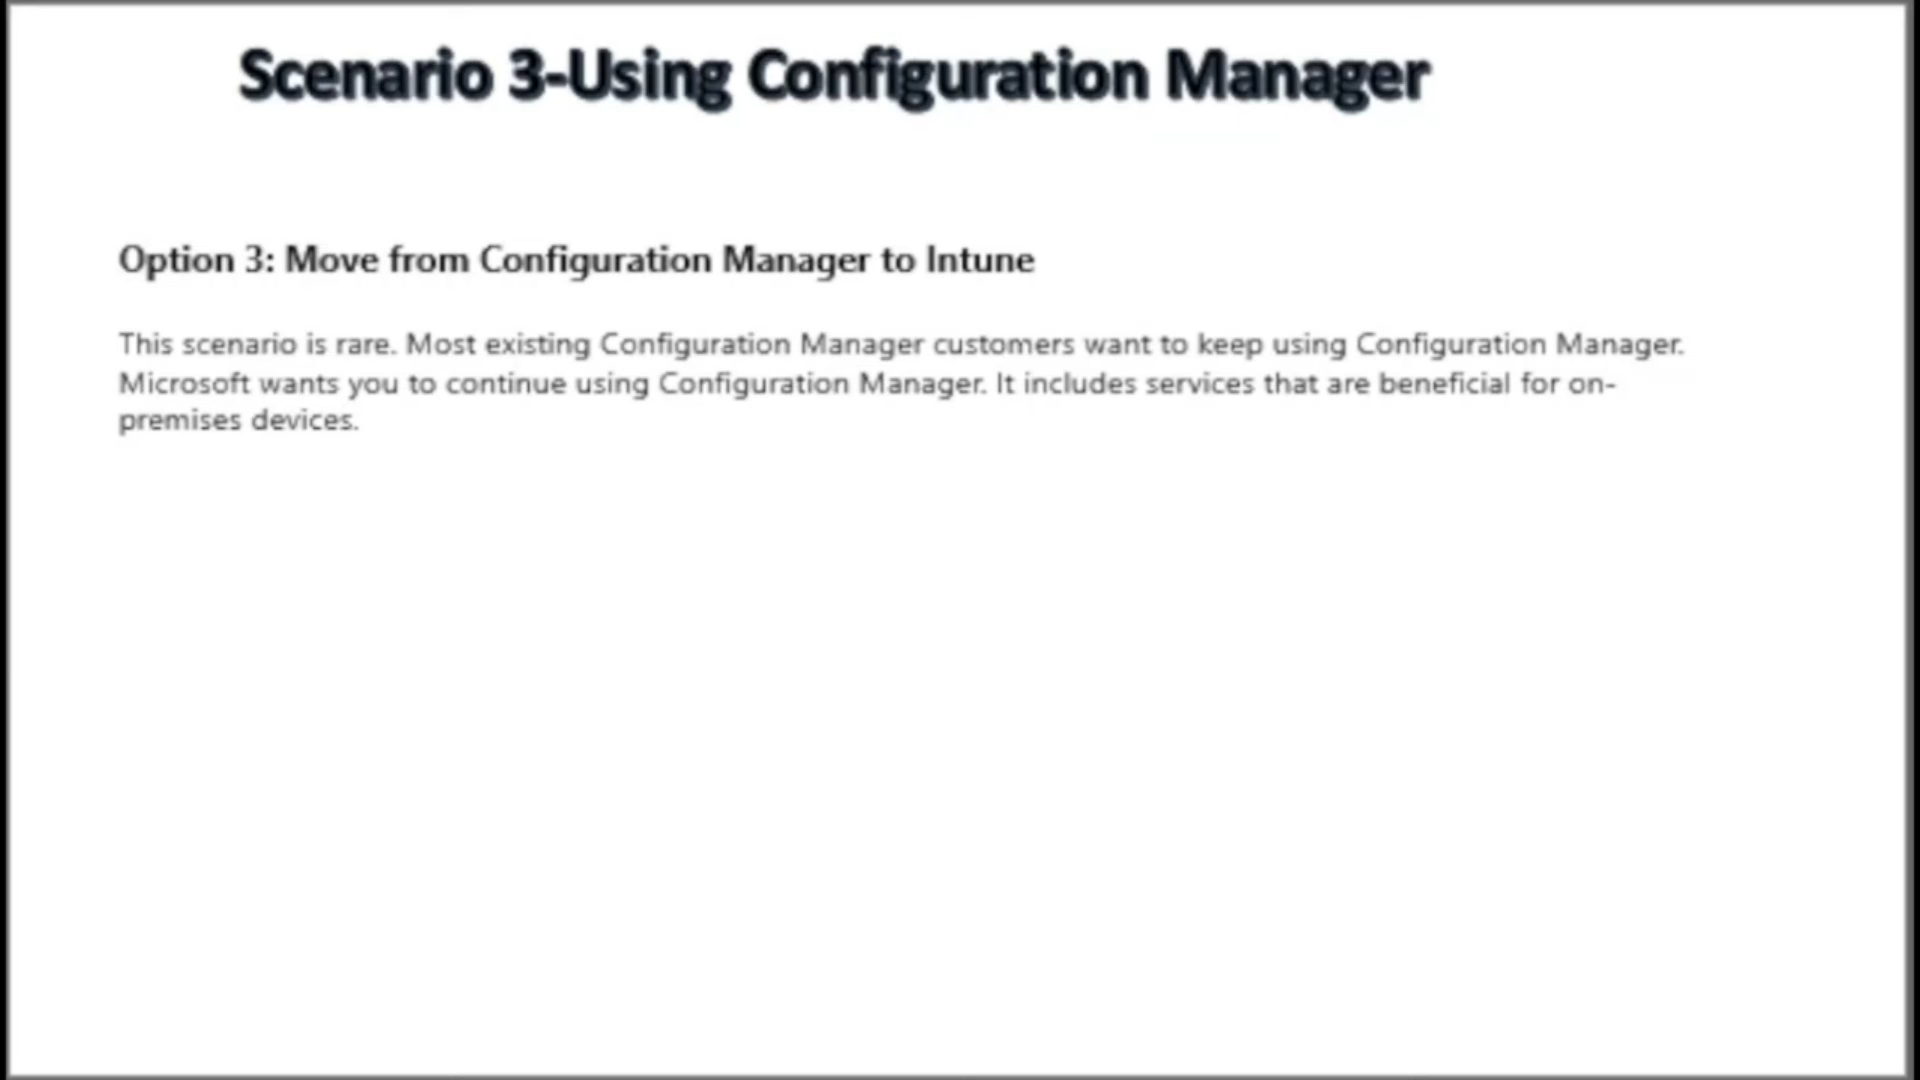 Scenario 3-Using Configuration Manager
Option 3: Move from Configuration Manager to Intune
This scenario is rare. Most existing Configuration Manager customers want to keep using Configuration Manager.
Microsoft wants you to continue using Configuration Manager. It includes services that are beneficial for on-
premises devices.